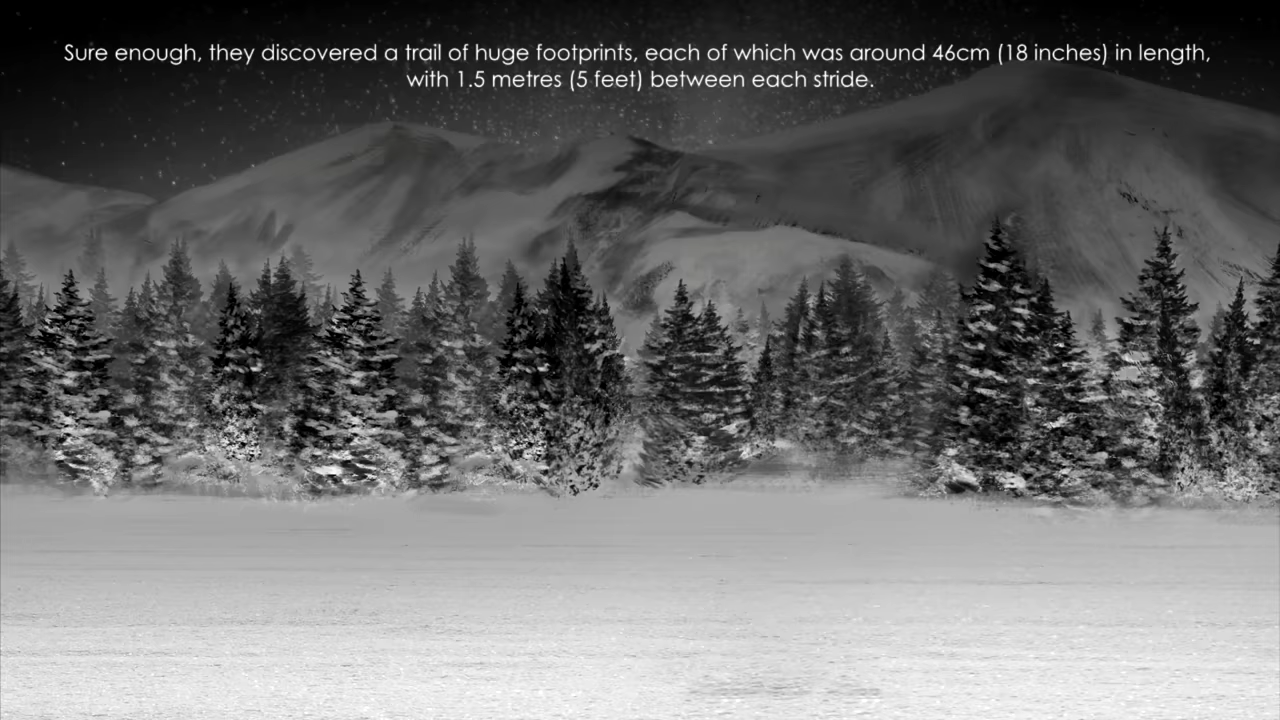 Sure enough, they discovered a trail of huge footprints, each of which was around 46cm (18 inches) in length,
with 1.5 metres (5 feet) between each stride.